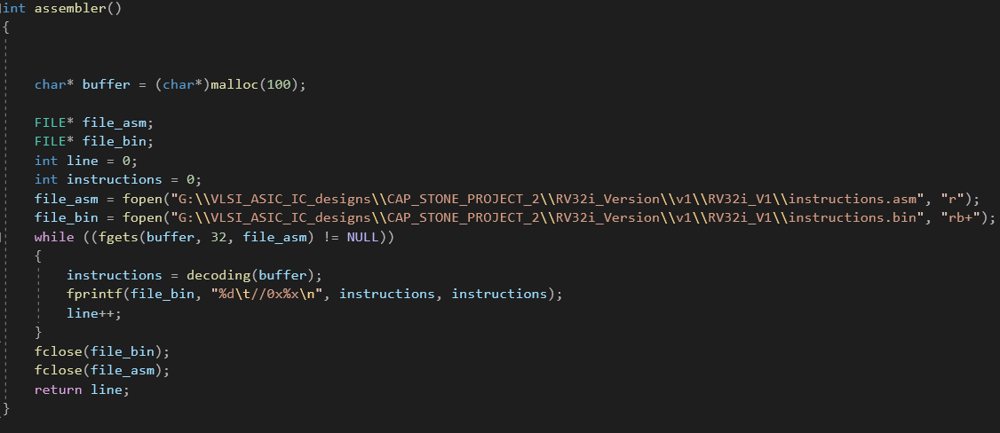 int assembler()
{
char* buffer = (char*)malloc(100);
FILE* file_asm;
FILE* file_bin;
int line = 0;
int instructions = 0;
file_asm = fopen("G:\\VLSI_ASIC_IC_designs\\CAP_STONE_PROJECT_2\\RV32i_Version\\v1\\RV32i_V1\\instructions.asm", "r");
file_bin = fopen("G:\\VLSI_ASIC_IC_designs\\CAP_STONE_PROJECT_2\\RV32i_Version\\v1\\RV32i_V1\\instructions.bin", "rb+");
while ((fgets(buffer, 32, file_asm) != NULL))
{
instructions = decoding(buffer);
fprintf(file_bin, "%d\t//0x%x\n", instructions, instructions);
line++;
}
fclose(file_bin);
fclose(file_asm);
return line;
}